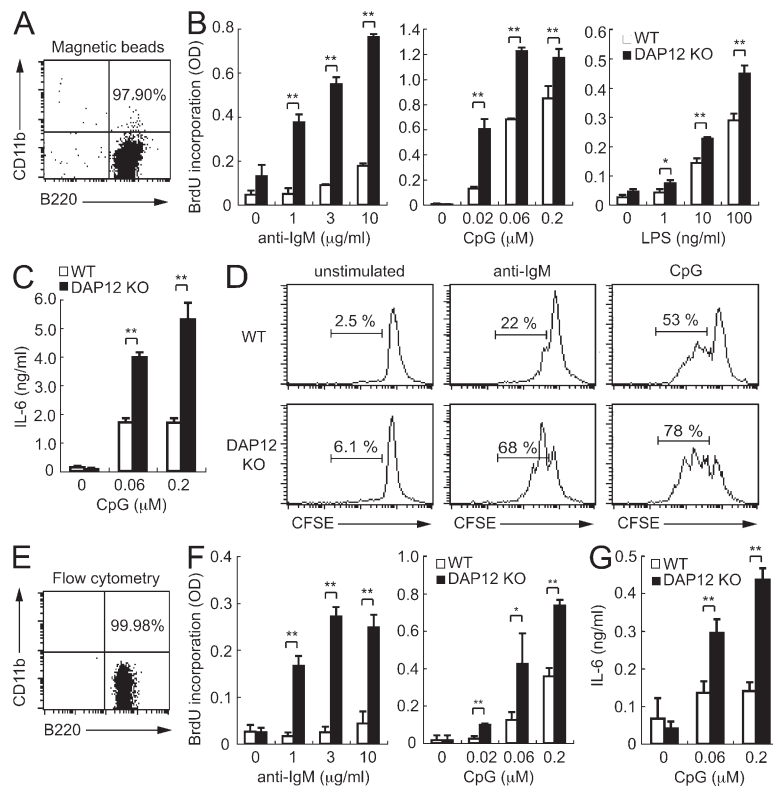 A
Magnetic beads
97.90%
CD11b
B220
B
BrdU incorporation (OD)
0.8
0.6
0.4
0.2
0
**
**
**
0 1 3 10
anti-IgM (μg/ml)
1.4
1.2
1.0
0.8
0.6
0.4
0.2
0
**
**
**
0 0.02 0.06 0.2
CpG (μM)
WT
DAP12 KO
0.6
0.5
0.4
0.3
0.2
0.1
0
*
**
**
0 1 10 100
LPS (ng/ml)
C
WT
DAP12 KO
IL-6 (ng/ml)
6.0
5.0
4.0
3.0
2.0
1.0
0
**
**
0 0.06 0.2
CpG (μM)
D
unstimulated anti-IgM CpG
WT
2.5 % 22 % 53 %
DAP12
KO
6.1 % 68 % 78 %
CFSE CFSE CFSE
E
Flow cytometry
99.98%
CD11b
B220
F
BrdU incorporation (OD)
0.4
0.3
0.2
0.1
0
**
**
**
0 1 3 10
anti-IgM (μg/ml)
WT
DAP12 KO
1.0
0.8
0.6
0.4
0.2
0
**
*
**
0 0.02 0.06 0.2
CpG (μM)
G
WT
DAP12 KO
IL-6 (ng/ml)
0.5
0.4
0.3
0.2
0.1
0
**
**
0 0.06 0.2
CpG (μM)